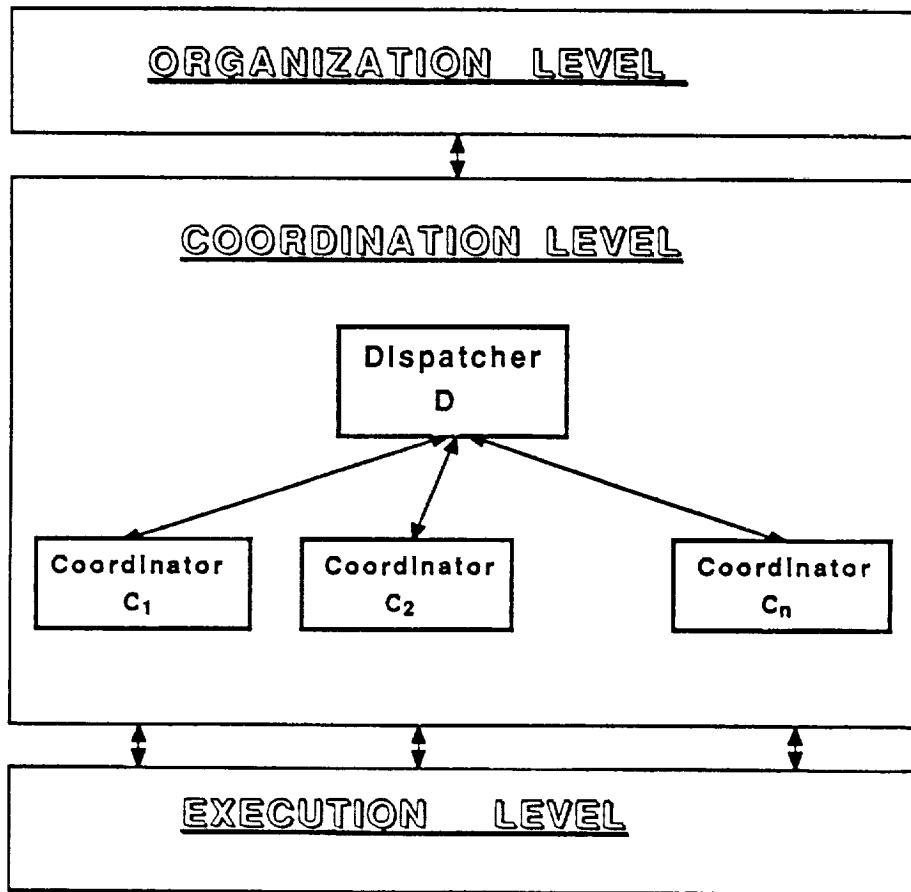 ORGANIZATION LEVEL
COORDINATION LEVEL
Dispatcher
D
Coordinator
C₁
Coordinator
C₂
Coordinator
Cₙ
EXECUTION LEVEL